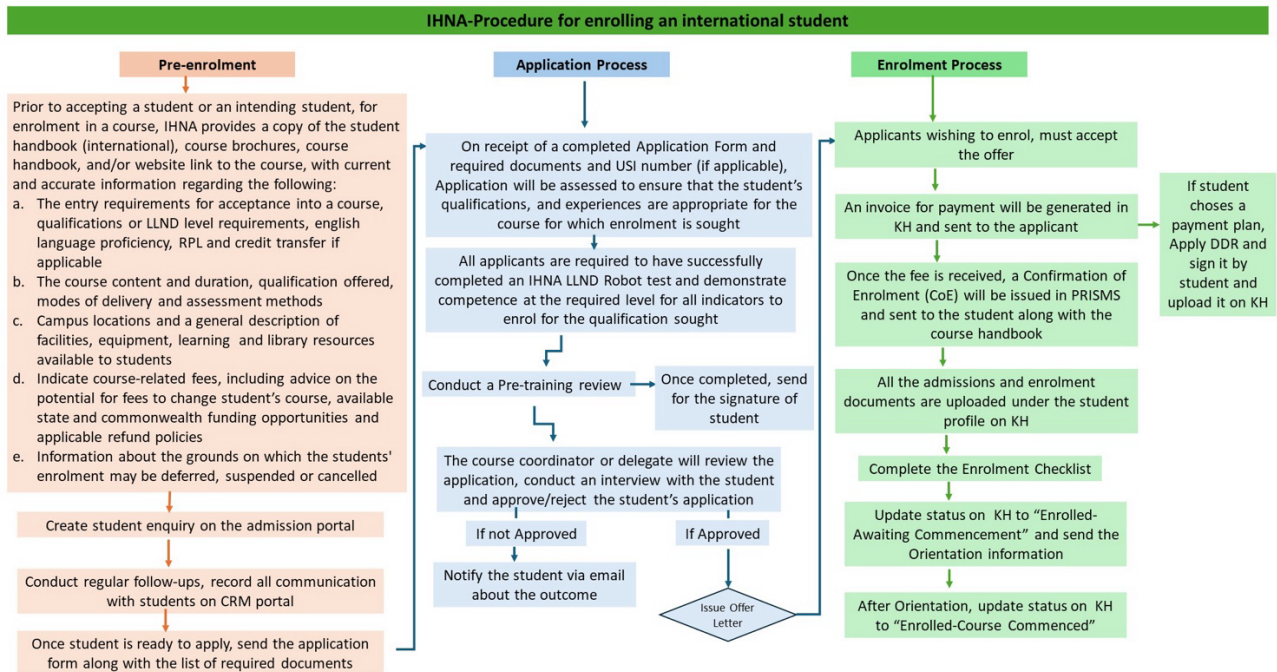 IHNA-Procedure for enrolling an international student
Pre-enrolment
Prior to accepting a student or an intending student, for
enrolment in a course, IHNA provides a copy of the student
handbook (international), course brochures, course
handbook, and/or website link to the course, with current
and accurate information regarding the following:
a. The entry requirements for acceptance into a course,
qualifications or LLND level requirements, english
language proficiency, RPL and credit transfer if
applicable
b. The course content and duration, qualification offered,
modes of delivery and assessment methods
c. Campus locations and a general description of
facilities, equipment, learning and library resources
available to students
d. Indicate course-related fees, including advice on the
potential for fees to change student's course, available
state and commonwealth funding opportunities and
applicable refund policies
e. Information about the grounds on which the students'
enrolment may be deferred, suspended or cancelled
Create student enquiry on the admission portal
Conduct regular follow-ups, record all communication
with students on CRM portal
Once student is ready to apply, send the application
form along with the list of required documents
Application Process
On receipt of a completed Application Form and
required documents and USI number (if applicable),
Application will be assessed to ensure that the student's
qualifications, and experiences are appropriate for the
course for which enrolment is sought
All applicants are required to have successfully
completed an IHNA LLND Robot test and demonstrate
competence at the required level for all indicators to
enrol for the qualification sought
Conduct a Pre-training review
Once completed, send
for the signature of
student
The course coordinator or delegate will review the
application, conduct an interview with the student
and approve/reject the student's application
If not Approved
If Approved
Notify the student via email
about the outcome
Issue Offer
Letter
Enrolment Process
Applicants wishing to enrol, must accept
the offer
An invoice for payment will be generated in
KH and sent to the applicant
If student
choses a
payment plan,
Apply DDR and
sign it by
student and
upload it on KH
Once the fee is received, a Confirmation of
Enrolment (CoE) will be issued in PRISMS
and sent to the student along with the
course handbook
All the admissions and enrolment
documents are uploaded under the student
profile on KH
Complete the Enrolment Checklist
Update status on KH to "Enrolled-
Awaiting Commencement" and send the
Orientation information
After Orientation, update status on KH
to "Enrolled-Course Commenced"